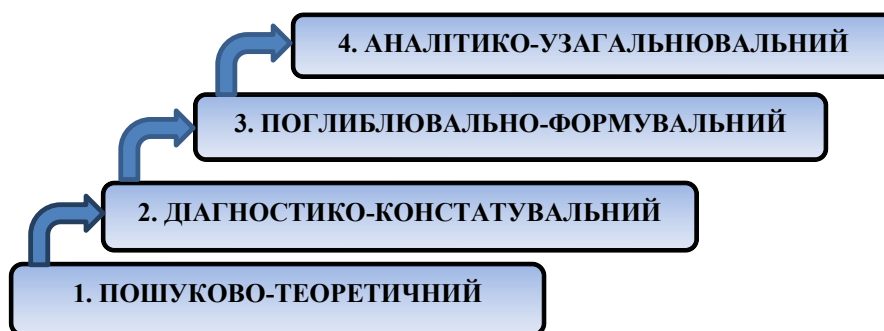 4. АНАЛІТИКО-УЗАГАЛЬНЮВАЛЬНИЙ
3. ПОГЛИБЛЮВАЛЬНО-ФОРМУВАЛЬНИЙ
2. ДІАГНОСТИКО-КОНСТАТУВАЛЬНИЙ
1. ПОШУКОВО-ТЕОРЕТИЧНИЙ